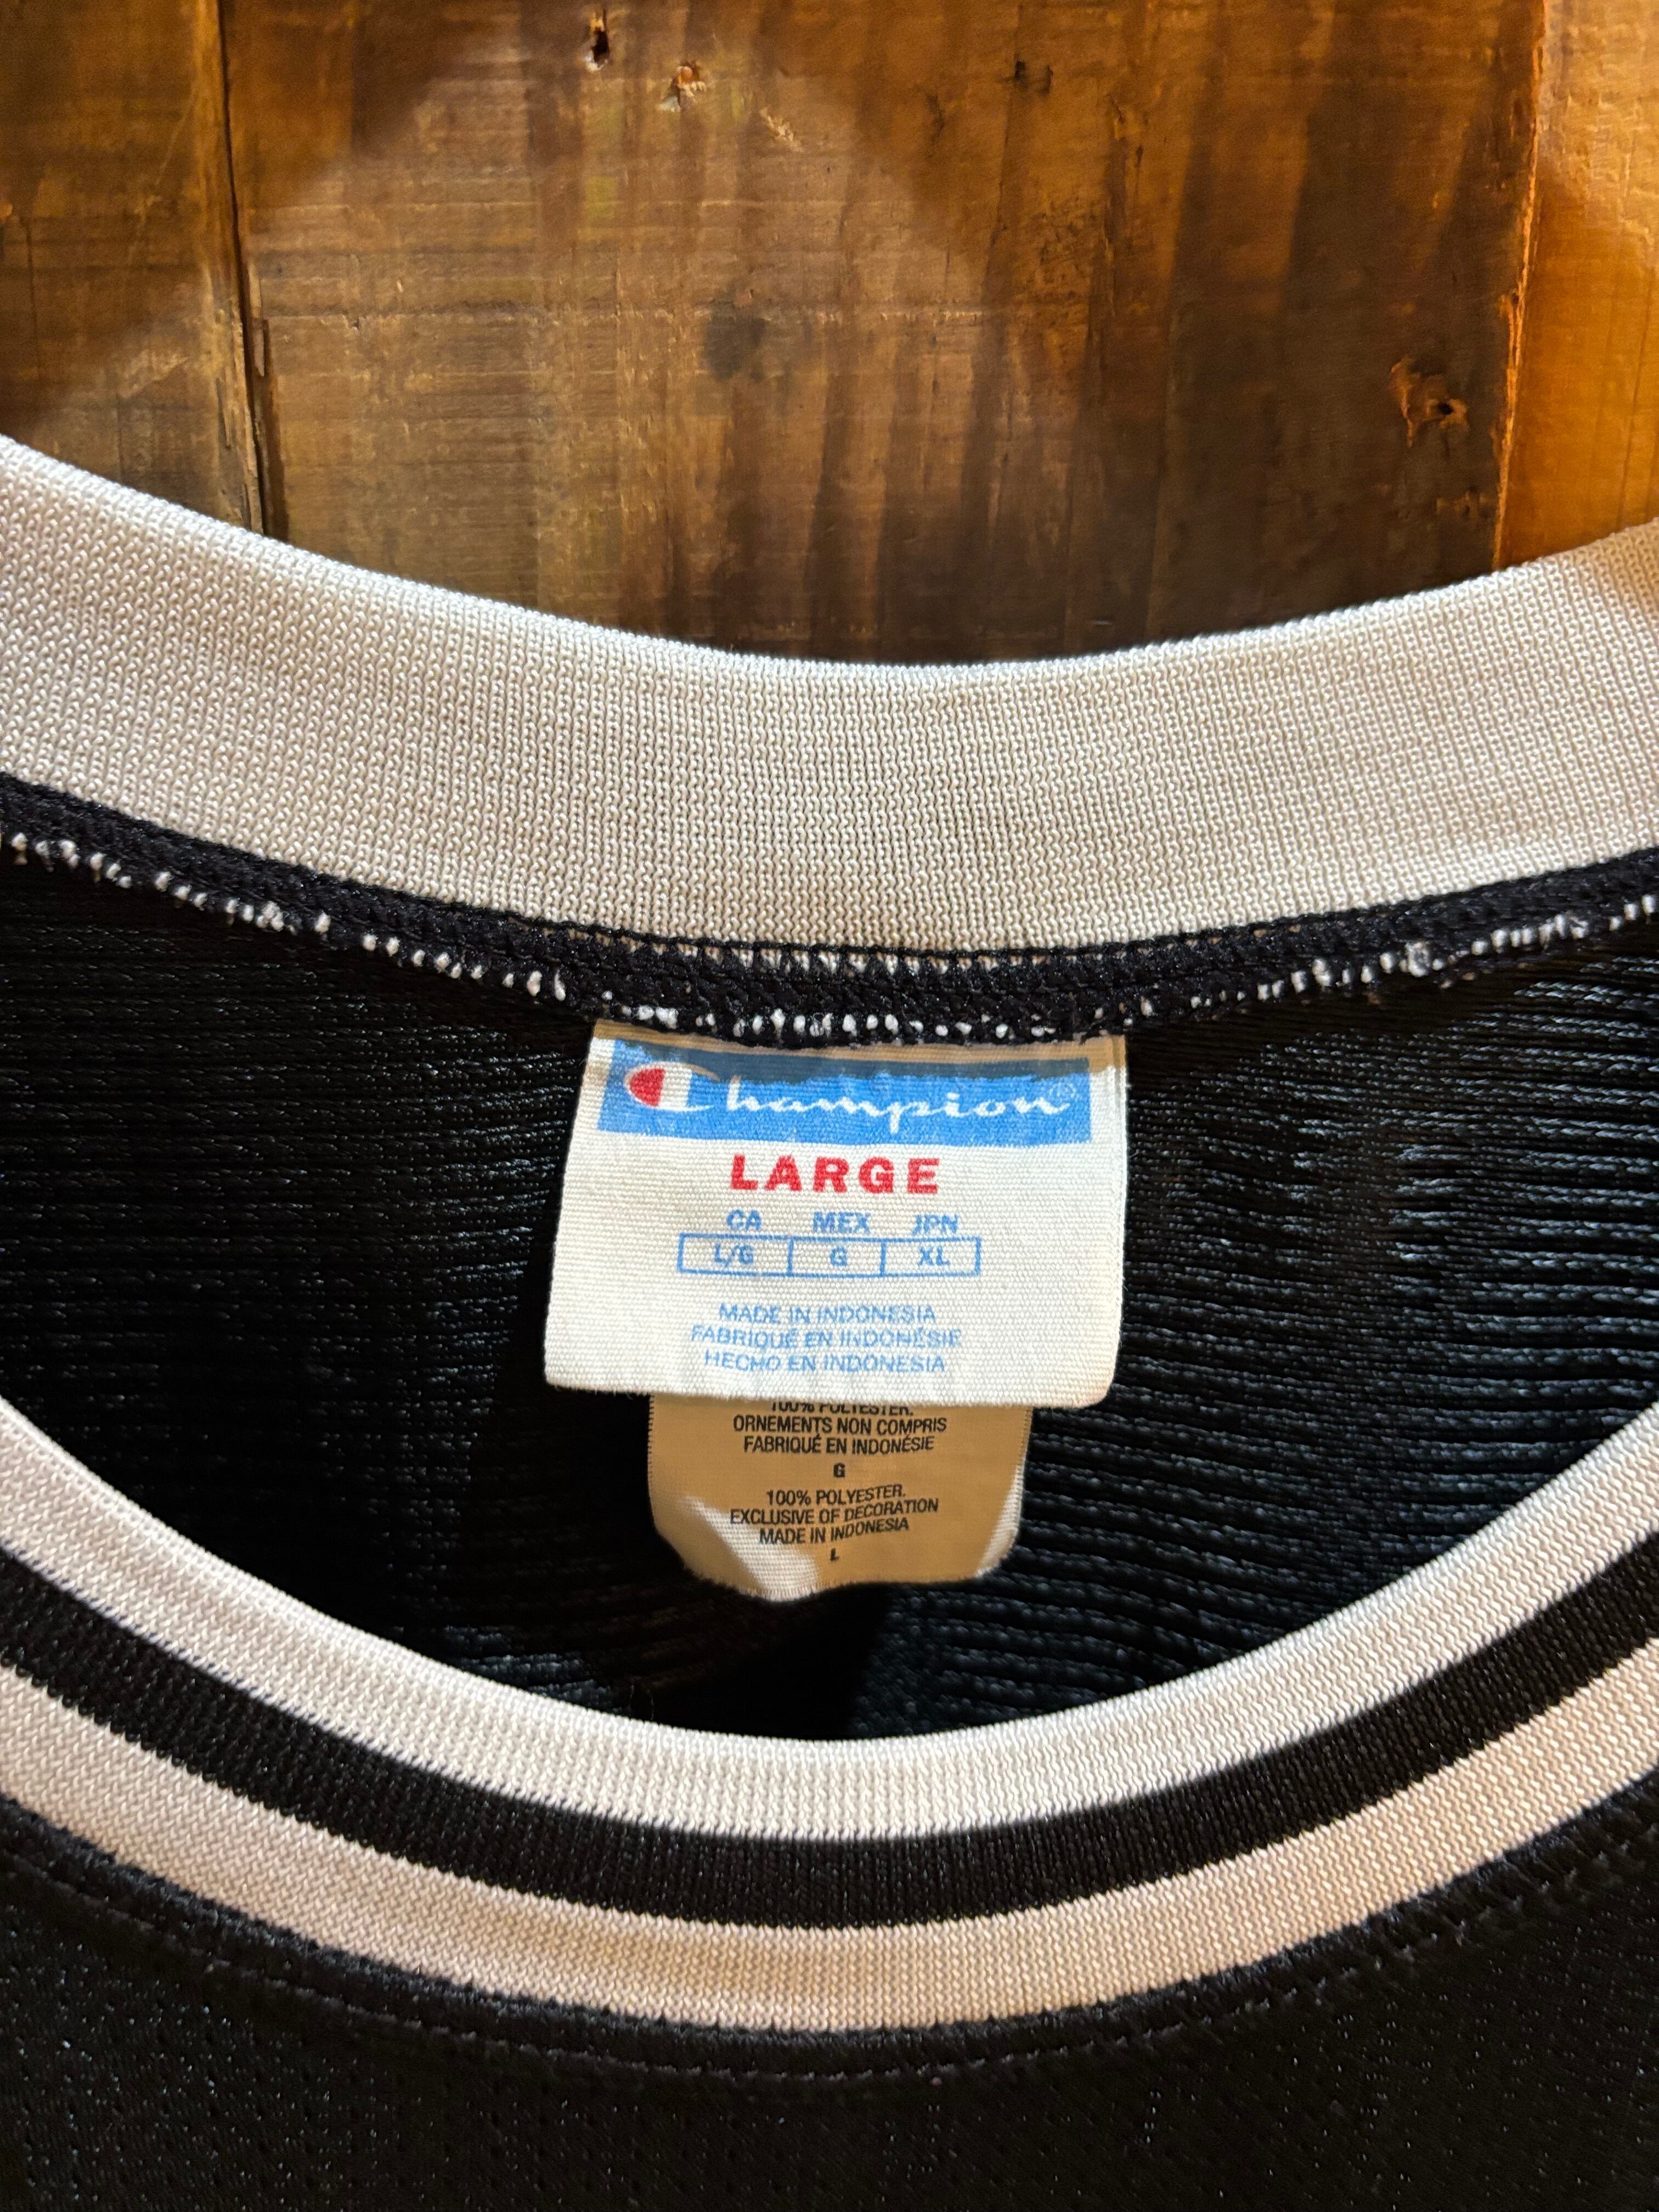 Champion®
LARGE
CA MEX JPN
L/G G XL
MADE IN INDONESIA
FABRIQUÉ EN INDONÉSIE
HECHO EN INDONESIA
100% POLYESTER.
ORNEMENTS NON COMPRIS
FABRIQUÉ EN INDONÉSIE
G
100% POLYESTER.
EXCLUSIVE OF DECORATION
MADE IN INDONESIA
L